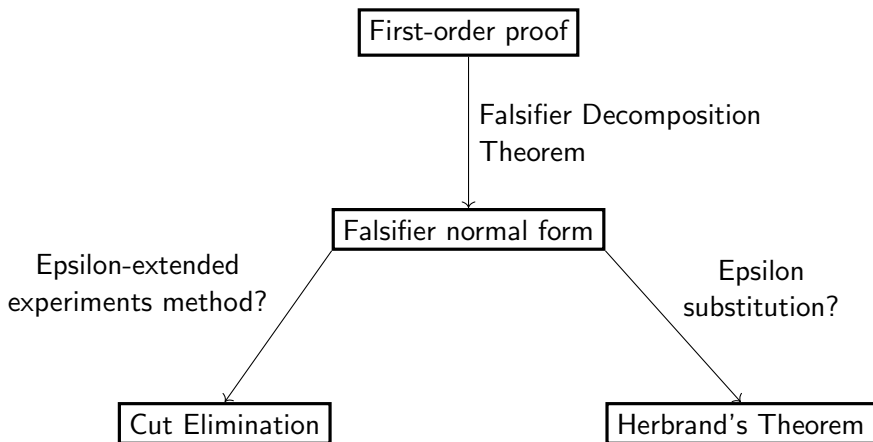 First-order proof
Falsifier Decomposition
Theorem
Falsifier normal form
Epsilon-extended
experiments method?
Epsilon
substitution?
Cut Elimination
Herbrand's Theorem